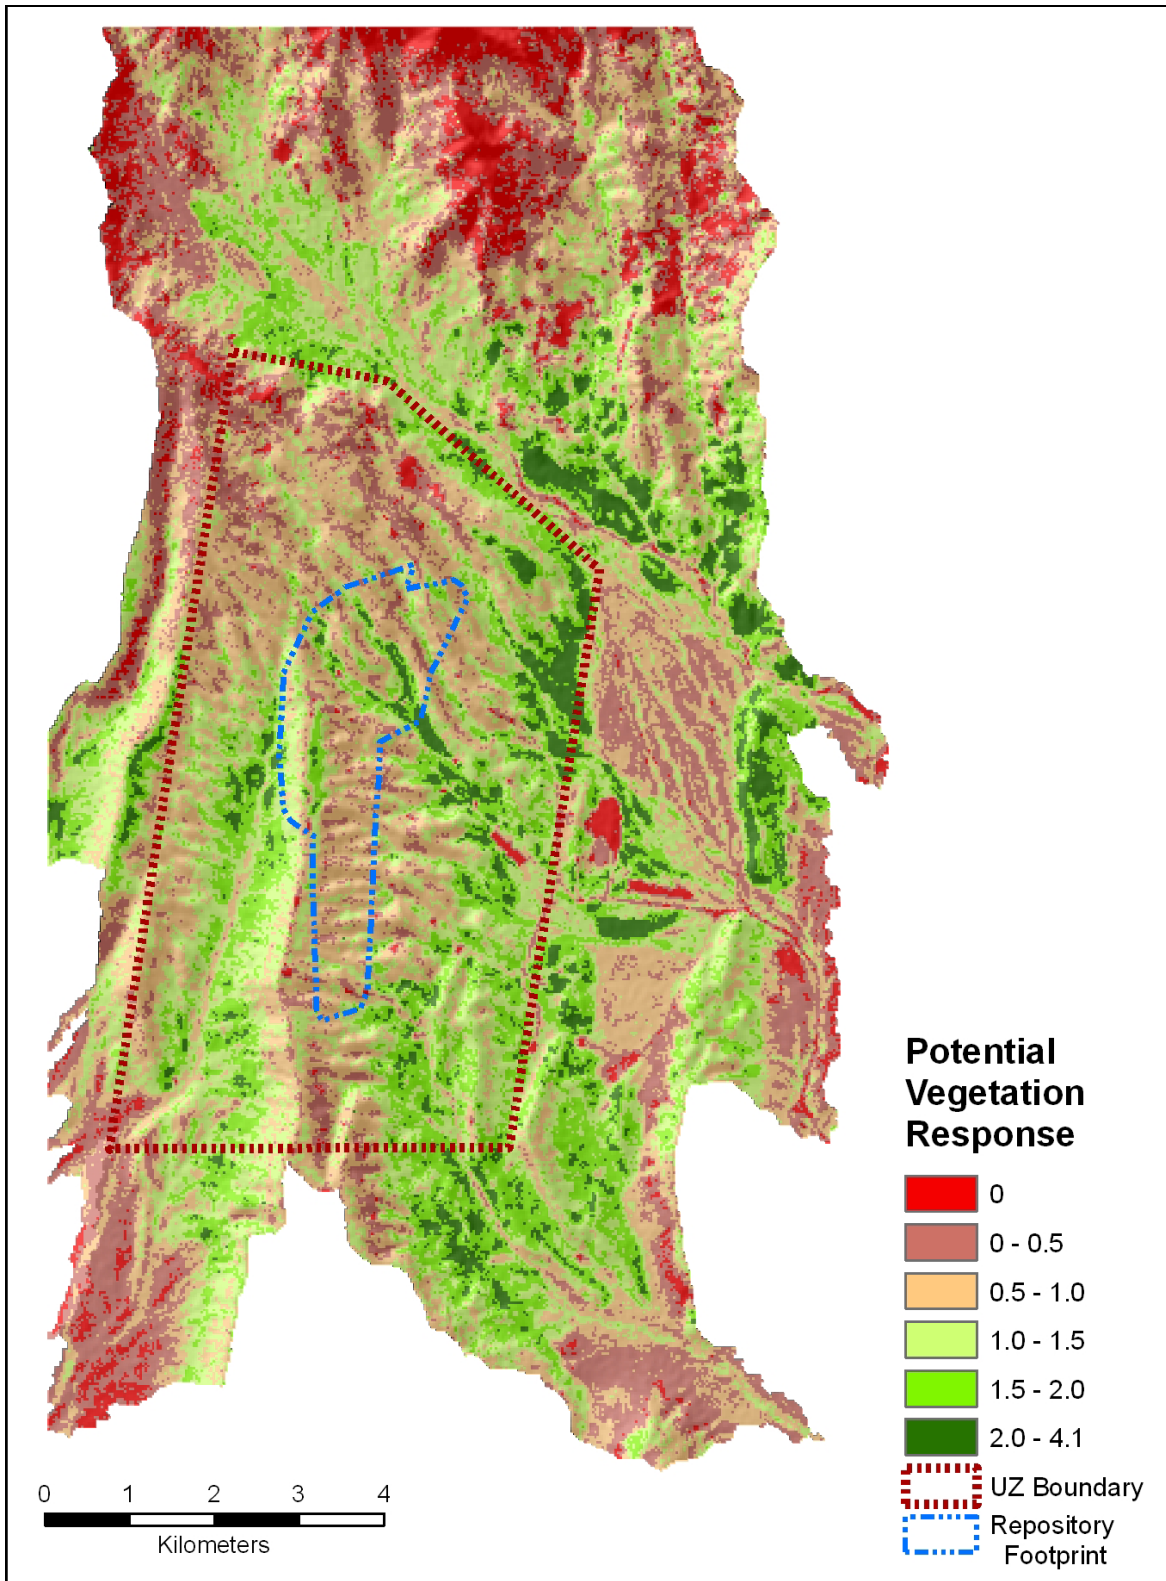 Potential
Vegetation
Response
0
0 - 0.5
0.5 - 1.0
1.0 - 1.5
1.5 - 2.0
2.0 - 4.1
UZ Boundary
Repository
Footprint
0 1 2 3 4
Kilometers